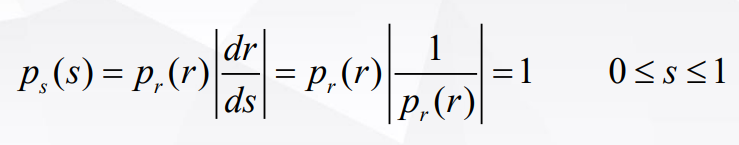 p_s(s) = p_r(r)|dr/ds| = p_r(r)|1/p_r(r)| = 1    0 ≤ s ≤ 1